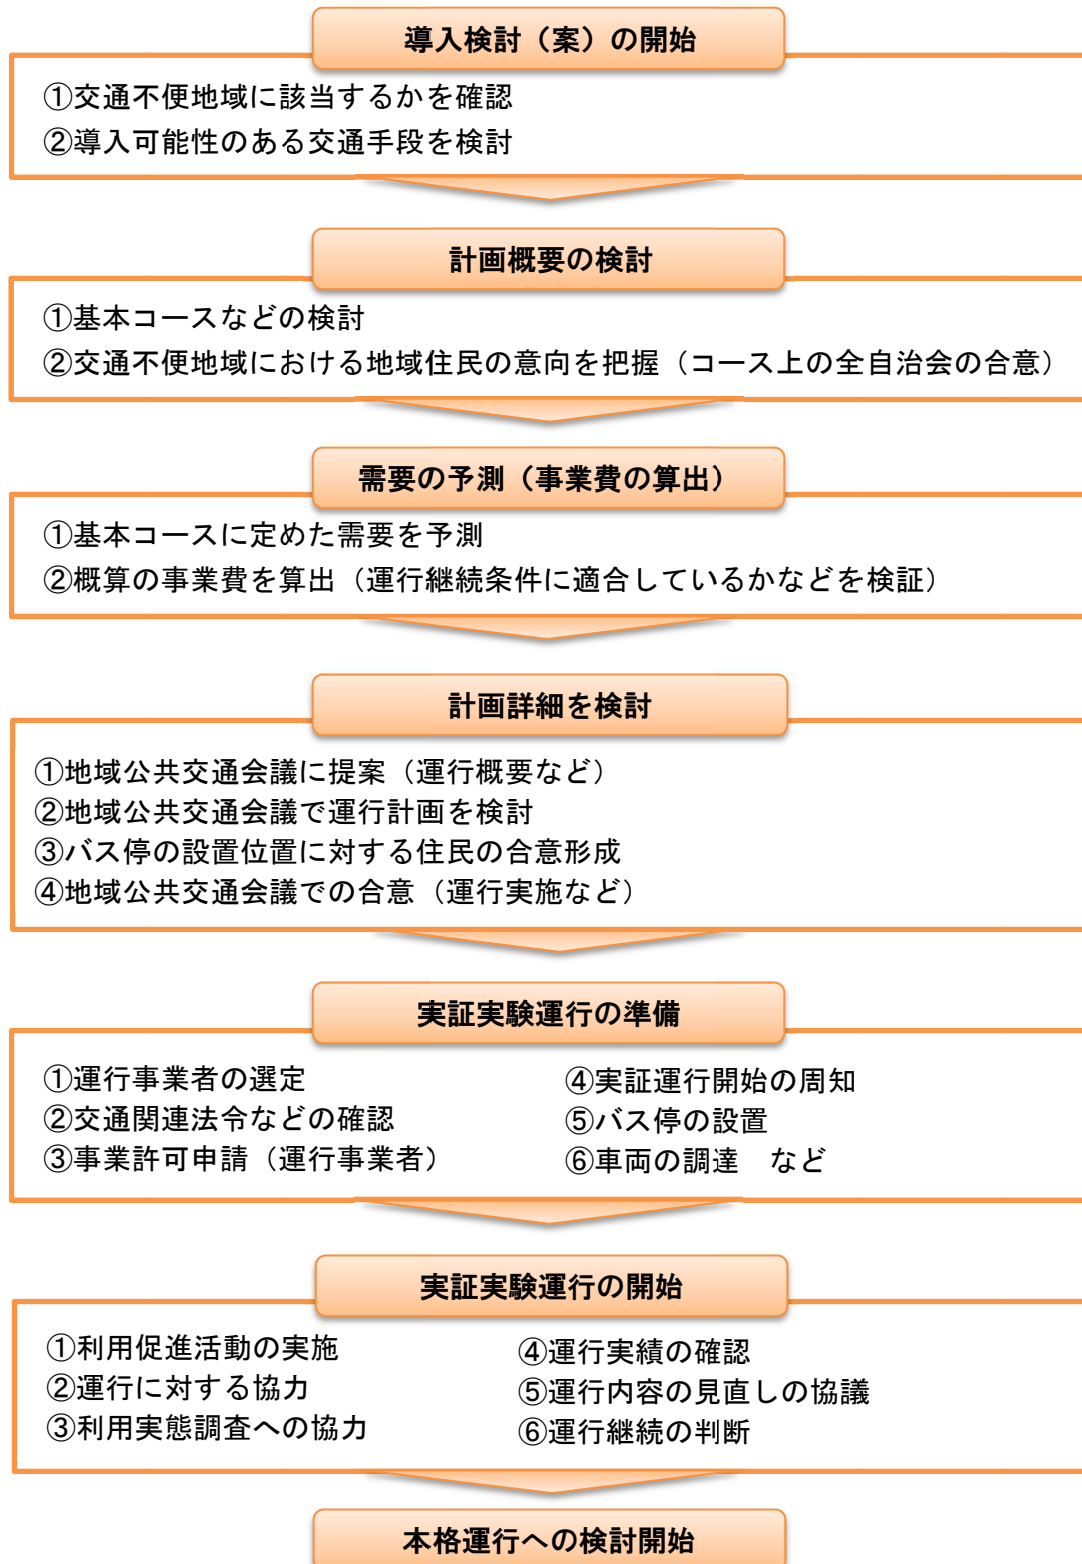 導入検討（案）の開始
①交通不便地域に該当するかを確認
②導入可能性のある交通手段を検討
計画概要の検討
①基本コースなどの検討
②交通不便地域における地域住民の意向を把握（コース上の全自治会の合意）
需要の予測（事業費の算出）
①基本コースに定めた需要を予測
②概算の事業費を算出（運行継続条件に適合しているかなどを検証）
計画詳細を検討
①地域公共交通会議に提案（運行概要など）
②地域公共交通会議で運行計画を検討
③バス停の設置位置に対する住民の合意形成
④地域公共交通会議での合意（運行実施など）
実証実験運行の準備
①運行事業者の選定
②交通関連法令などの確認
③事業許可申請（運行事業者）
④実証運行開始の周知
⑤バス停の設置
⑥車両の調達　など
実証実験運行の開始
①利用促進活動の実施
②運行に対する協力
③利用実態調査への協力
④運行実績の確認
⑤運行内容の見直しの協議
⑥運行継続の判断
本格運行への検討開始